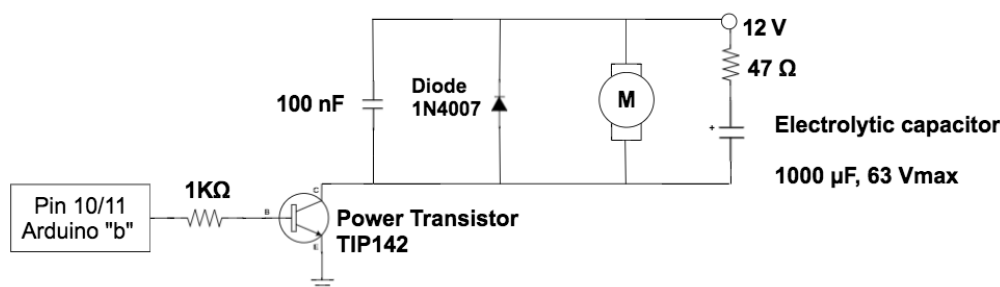 12 V
47 Ω
Diode
1N4007
100 nF
M
+
Electrolytic capacitor
1000 µF, 63 Vmax
1KΩ
C
B
E
Pin 10/11
Arduino "b"
Power Transistor
TIP142